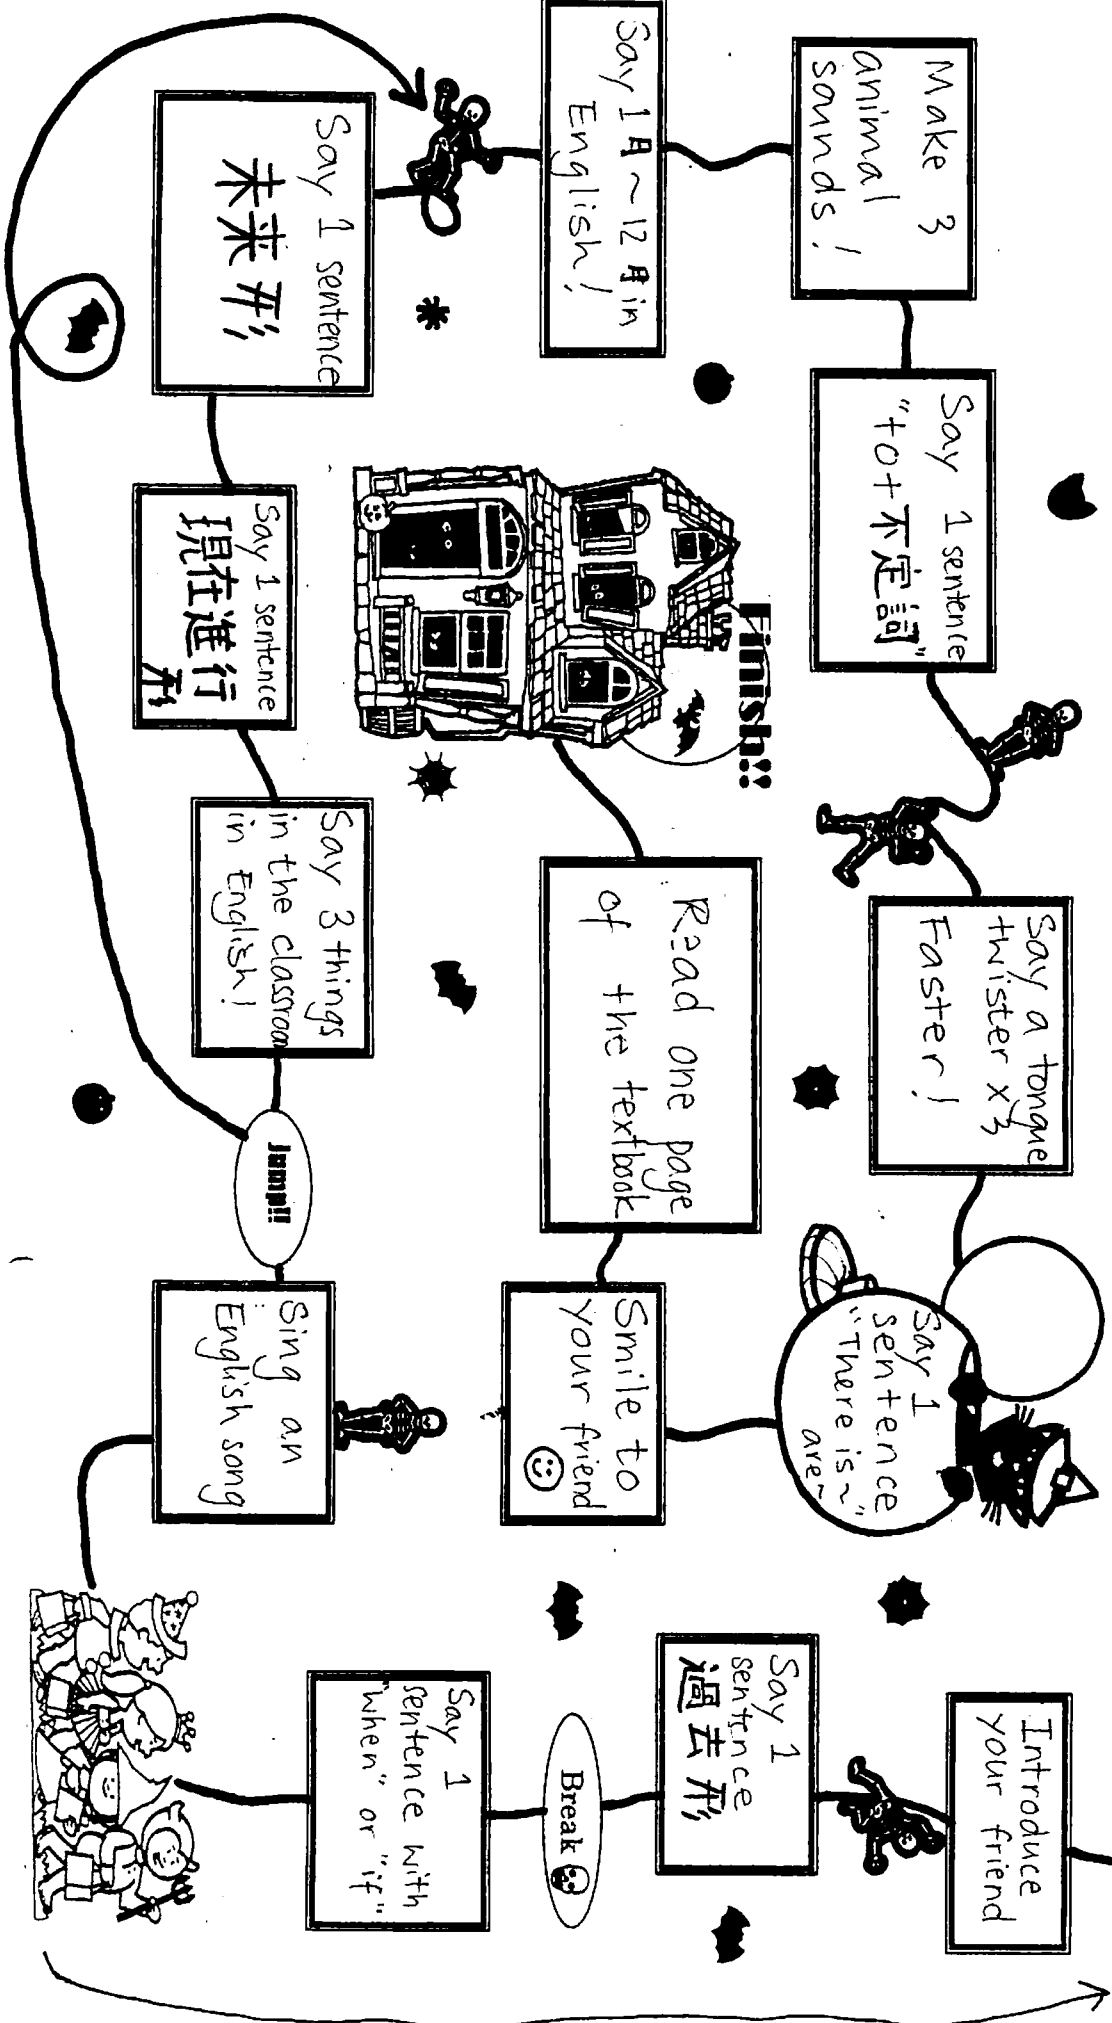 Introduce
your friend
Say 1
sentence
過去形
Break
Say 1
sentence with
"when" or "if"
Sing an
English song
Jump!!
Say 3 things
in the classroom
in English!
Say 1 sentence
現在進行
形
Say 1 sentence
未来形
Say 1月～12月 in
English!
Make 3
animal
sounds!
Say 1 sentence
"to+不定詞"
Say a tongue
twister x3
Faster!
Say 1
sentence
"There is~"
are~
Smile to
your friend
Read one page
of the textbook
Finish!!